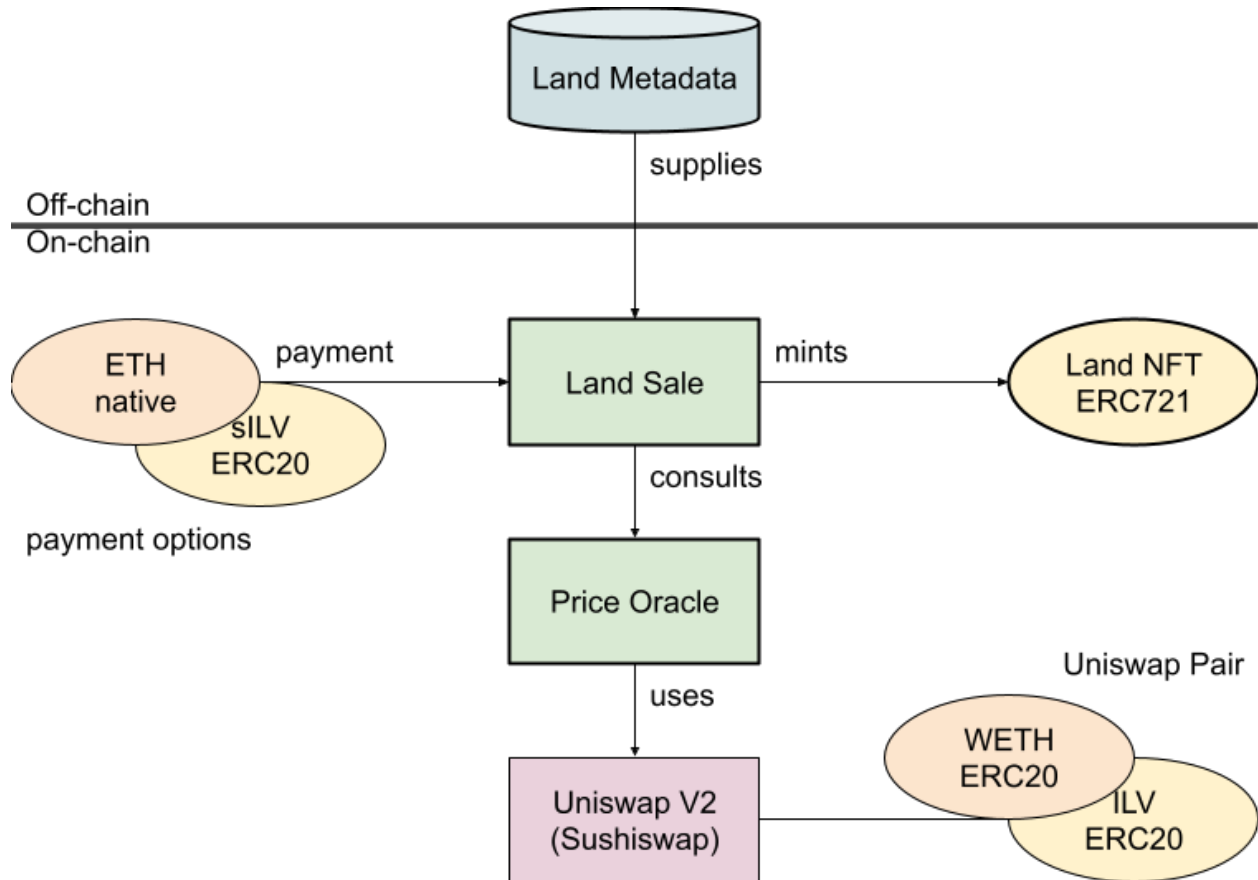 Land Metadata
supplies
Off-chain
On-chain
ETH
native
payment
sILV
ERC20
payment options
Land Sale
mints
Land NFT
ERC721
consults
Price Oracle
uses
Uniswap V2
(Sushiswap)
Uniswap Pair
WETH
ERC20
ILV
ERC20